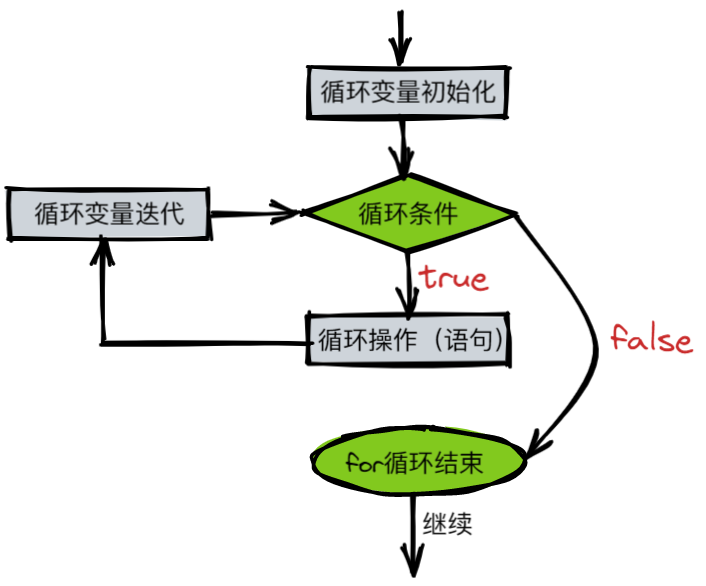 循环变量初始化
循环变量迭代
循环条件
true
循环操作（语句）
false
for循环结束
继续